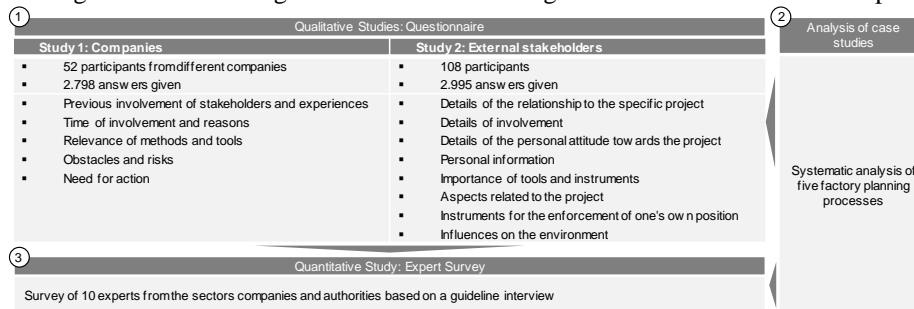 1
Qualitative Studies: Questionnaire
Study 1: Companies
52 participants from different companies
2.798 answers given
Previous involvement of stakeholders and experiences
Time of involvement and reasons
Relevance of methods and tools
Obstacles and risks
Need for action
Study 2: External stakeholders
108 participants
2.995 answers given
Details of the relationship to the specific project
Details of involvement
Details of the personal attitude towards the project
Personal information
Importance of tools and instruments
Aspects related to the project
Instruments for the enforcement of one's own position
Influences on the environment
2
Analysis of case
studies
Systematic analysis of
five factory planning
processes
3
Quantitative Study: Expert Survey
Survey of 10 experts from the sectors companies and authorities based on a guideline interview